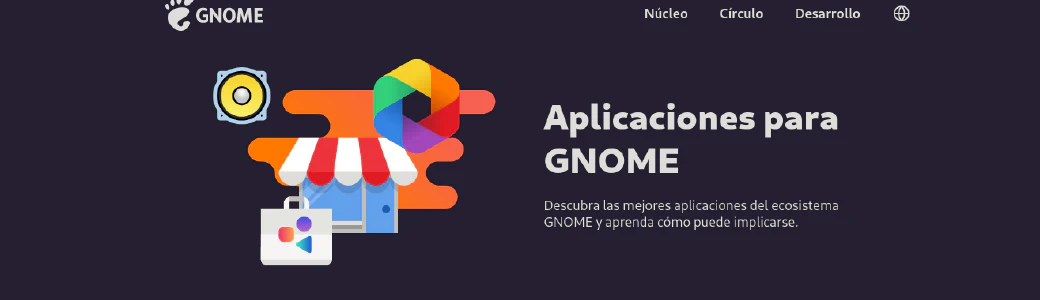 GNOME
Núcleo Círculo Desarrollo
Aplicaciones para
GNOME
Descubra las mejores aplicaciones del ecosistema
GNOME y aprenda cómo puede implicarse.